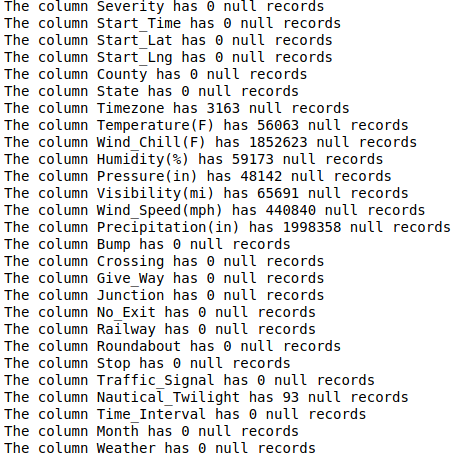 The column Severity has 0 null records
The column Start_Time has 0 null records
The column Start_Lat has 0 null records
The column Start_Lng has 0 null records
The column County has 0 null records
The column State has 0 null records
The column Timezone has 3163 null records
The column Temperature(F) has 56063 null records
The column Wind_Chill(F) has 1852623 null records
The column Humidity(%) has 59173 null records
The column Pressure(in) has 48142 null records
The column Visibility(mi) has 65691 null records
The column Wind_Speed(mph) has 440840 null records
The column Precipitation(in) has 1998358 null records
The column Bump has 0 null records
The column Crossing has 0 null records
The column Give_Way has 0 null records
The column Junction has 0 null records
The column No_Exit has 0 null records
The column Railway has 0 null records
The column Roundabout has 0 null records
The column Stop has 0 null records
The column Traffic_Signal has 0 null records
The column Nautical_Twilight has 93 null records
The column Time_Interval has 0 null records
The column Month has 0 null records
The column Weather has 0 null records